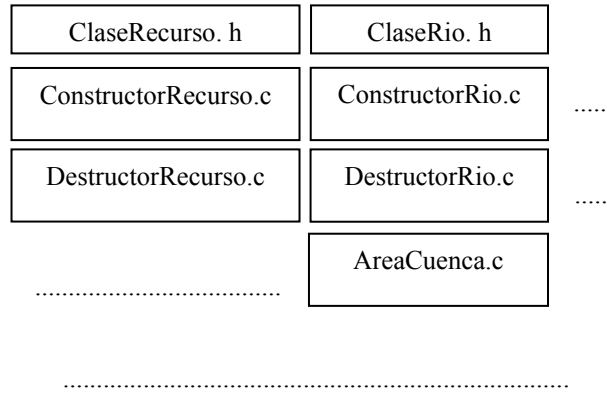 ClaseRecurso. h
ClaseRio. h
ConstructorRecurso.c
ConstructorRio.c
.....
DestructorRecurso.c
DestructorRio.c
.....
AreaCuenca.c
.....................................
............................................................................